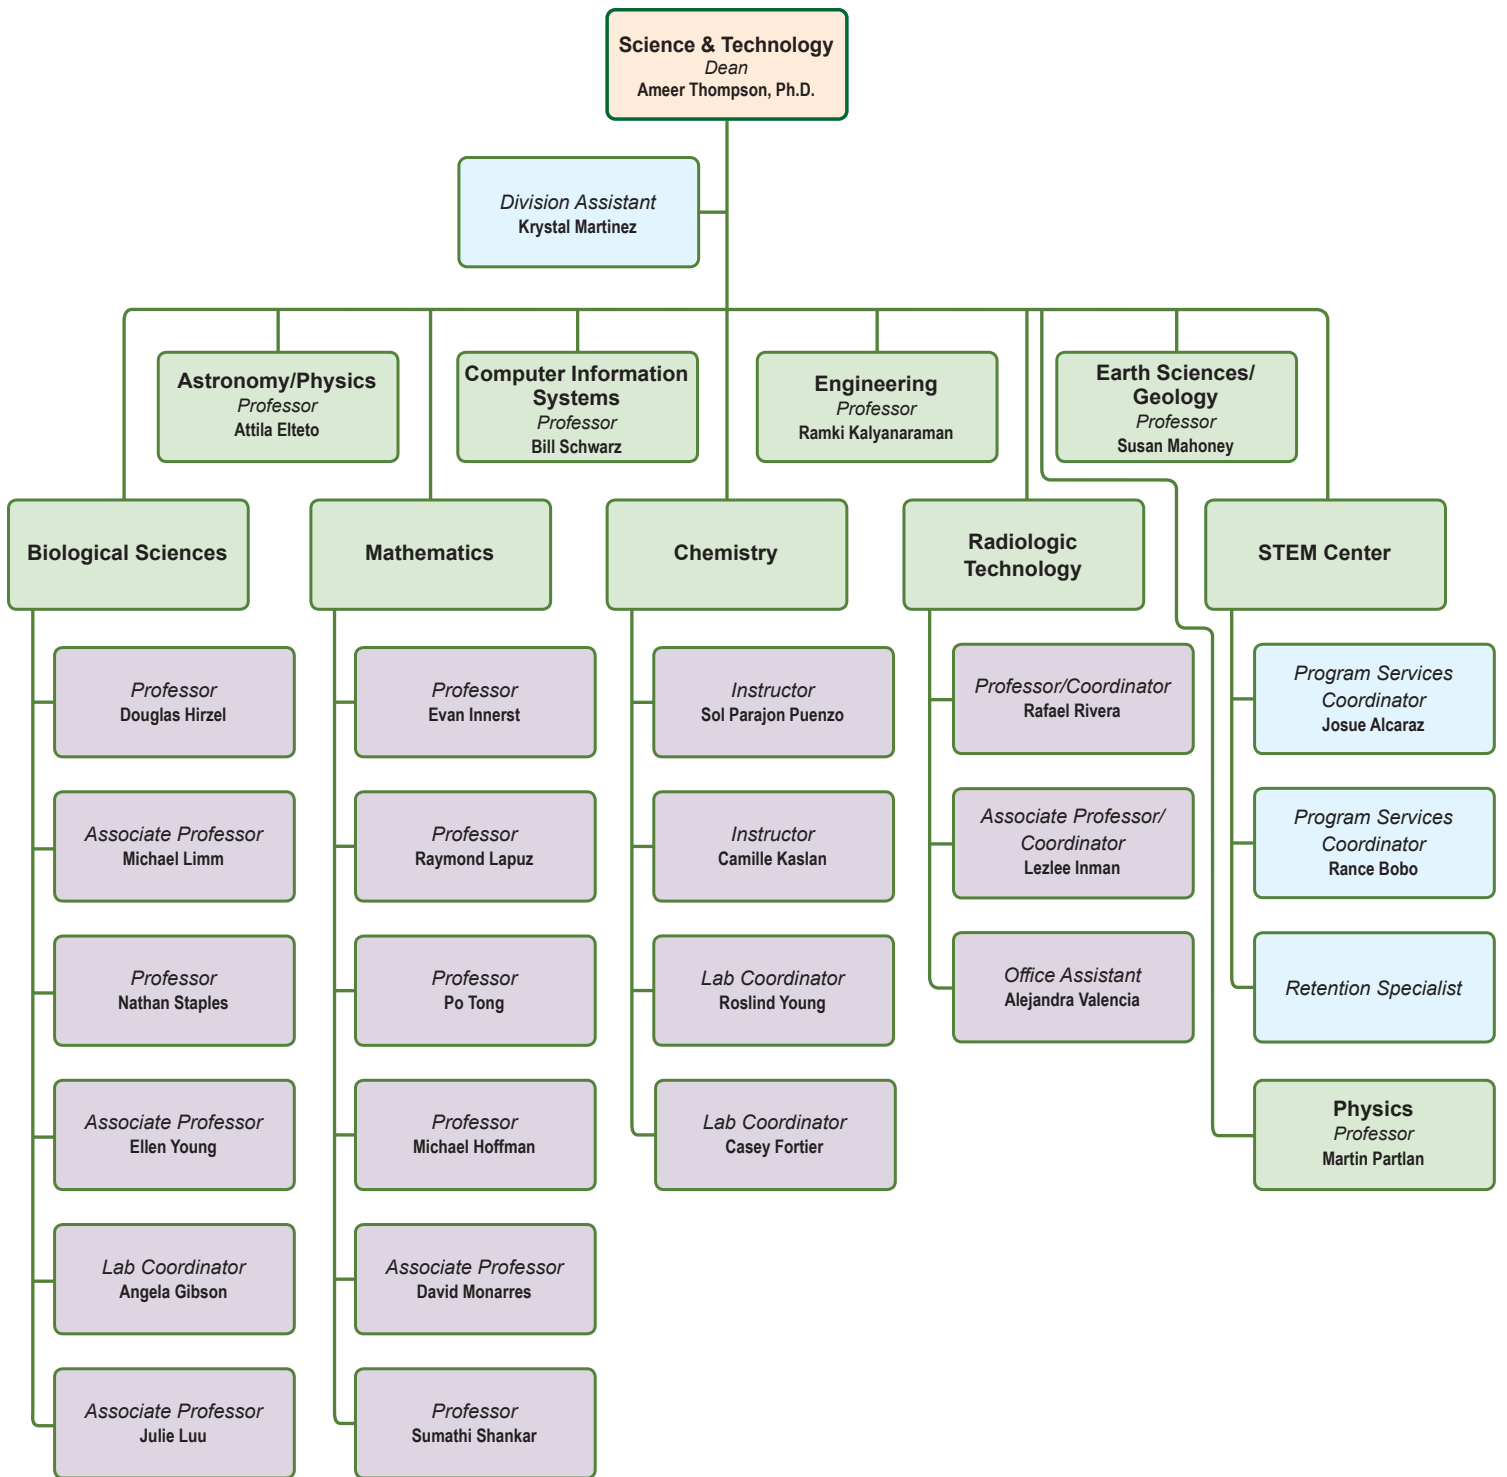 Science & Technology
Dean
Ameer Thompson, Ph.D.
Division Assistant
Krystal Martinez
Astronomy/Physics
Professor
Attila Elteto
Computer Information
Systems
Professor
Bill Schwarz
Engineering
Professor
Ramki Kalyanaraman
Earth Sciences/
Geology
Professor
Susan Mahoney
Biological Sciences
Professor
Douglas Hirzel
Associate Professor
Michael Limm
Professor
Nathan Staples
Associate Professor
Ellen Young
Lab Coordinator
Angela Gibson
Associate Professor
Julie Luu
Mathematics
Professor
Evan Innerst
Professor
Raymond Lapuz
Professor
Po Tong
Professor
Michael Hoffman
Associate Professor
David Monarres
Professor
Sumathi Shankar
Chemistry
Instructor
Sol Parajon Puenzo
Instructor
Camille Kaslan
Lab Coordinator
Roslind Young
Lab Coordinator
Casey Fortier
Radiologic
Technology
Professor/Coordinator
Rafael Rivera
Associate Professor/
Coordinator
Lezlee Inman
Office Assistant
Alejandra Valencia
STEM Center
Program Services
Coordinator
Josue Alcaraz
Program Services
Coordinator
Rance Bobo
Retention Specialist
Physics
Professor
Martin Partlan